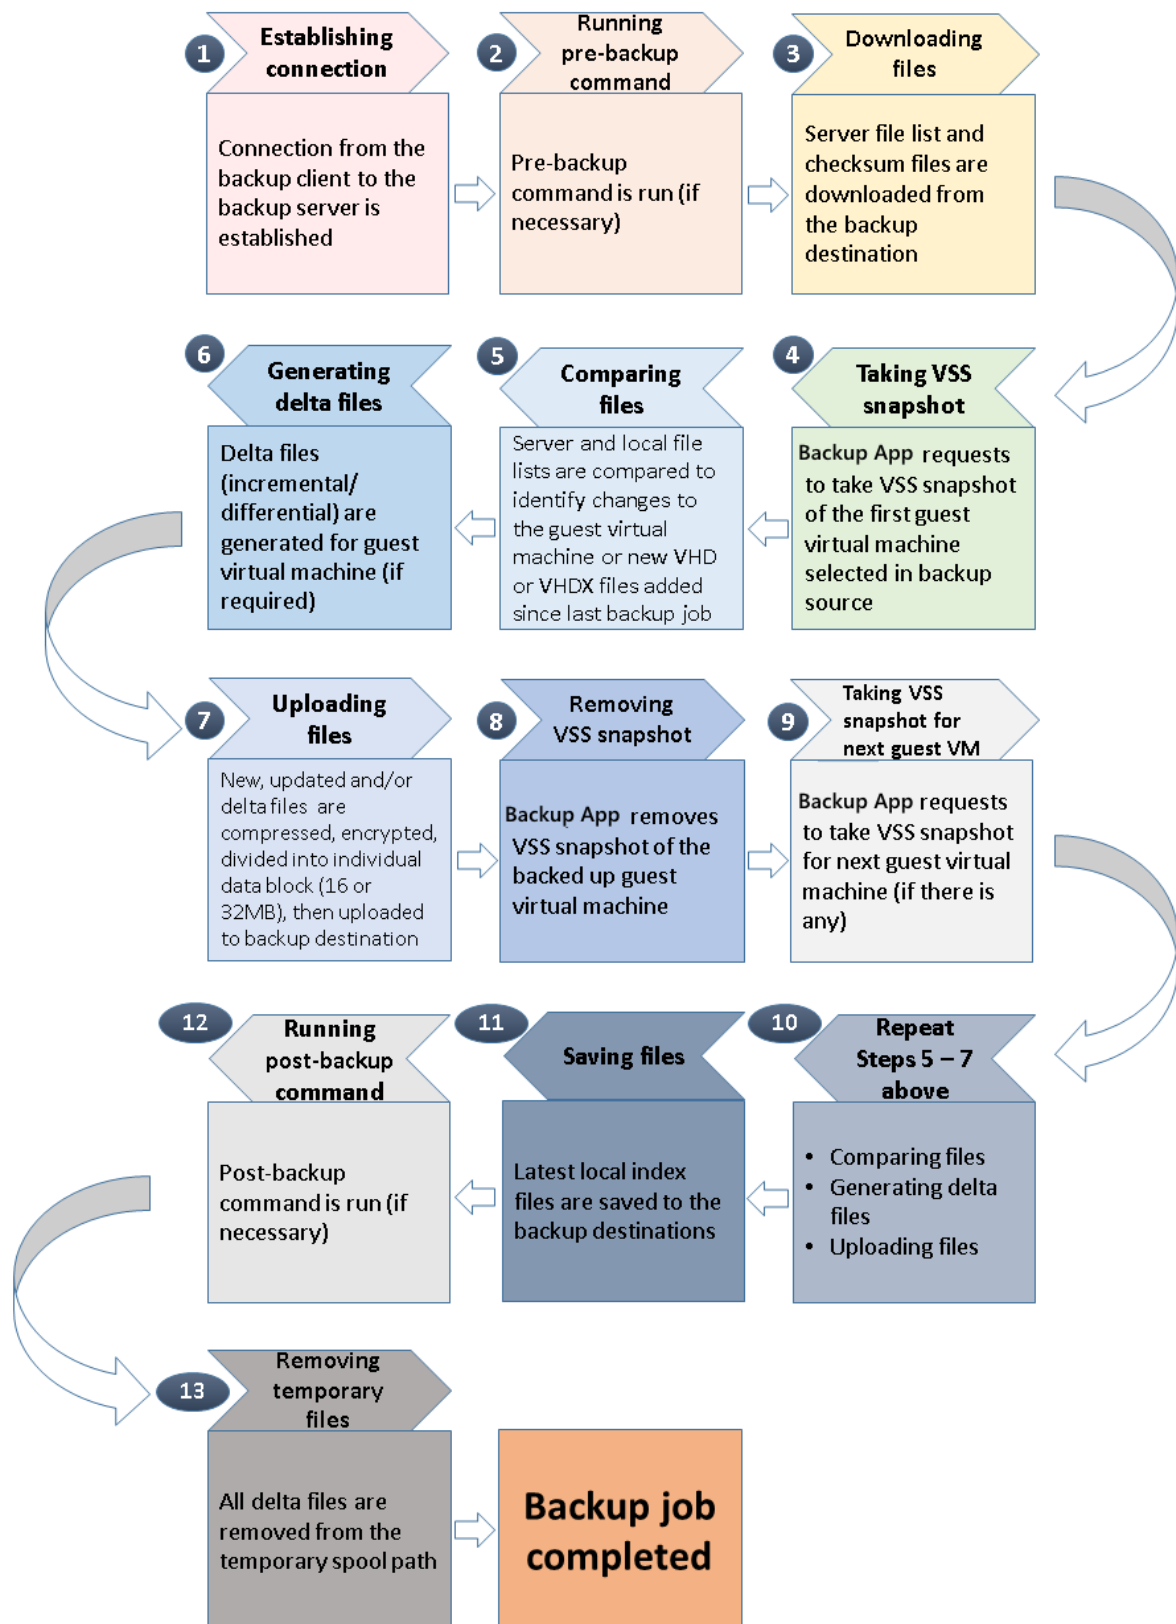 1
Establishing
connection
Connection from the
backup client to the
backup server is
established
2
Running
pre-backup
command
Pre-backup
command is run (if
necessary)
3
Downloading
files
Server file list and
checksum files are
downloaded from
the backup
destination
4
Taking VSS
snapshot
Backup App requests
to take VSS snapshot
of the first guest
virtual machine
selected in backup
source
5
Comparing
files
Server and local file
lists are compared to
identify changes to
the guest virtual
machine or new VHD
or VHDX files added
since last backup job
6
Generating
delta files
Delta files
(incremental/
differential) are
generated for guest
virtual machine (if
required)
7
Uploading
files
New, updated and/or
delta files are
compressed, encrypted,
divided into individual
data block (16 or
32MB), then uploaded
to backup destination
8
Removing
VSS snapshot
Backup App removes
VSS snapshot of the
backed up guest
virtual machine
9
Taking VSS
snapshot for
next guest VM
Backup App requests
to take VSS snapshot
for next guest virtual
machine (if there is
any)
10
Repeat
Steps 5 – 7
above
• Comparing files
• Generating delta
files
• Uploading files
11
Saving files
Latest local index
files are saved to the
backup destinations
12
Running
post-backup
command
Post-backup
command is run (if
necessary)
13
Removing
temporary
files
All delta files are
removed from the
temporary spool path
Backup job
completed